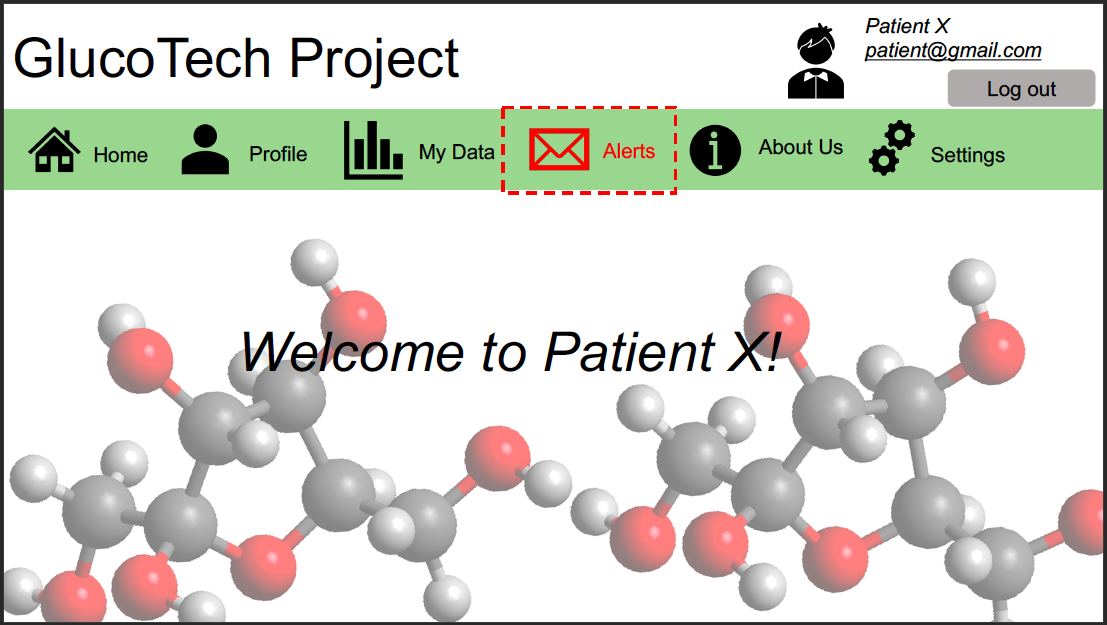 GlucoTech Project
Patient X
patient@gmail.com
Log out
Home
Profile
My Data
Alerts
About Us
Settings
Welcome to Patient X!